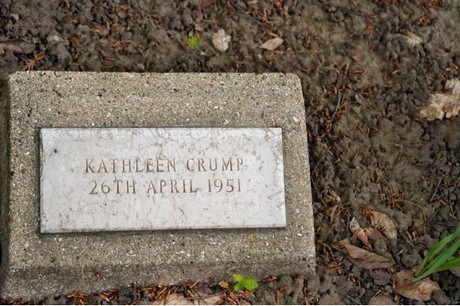 KATHLEEN CRUMP
26TH APRIL 1951